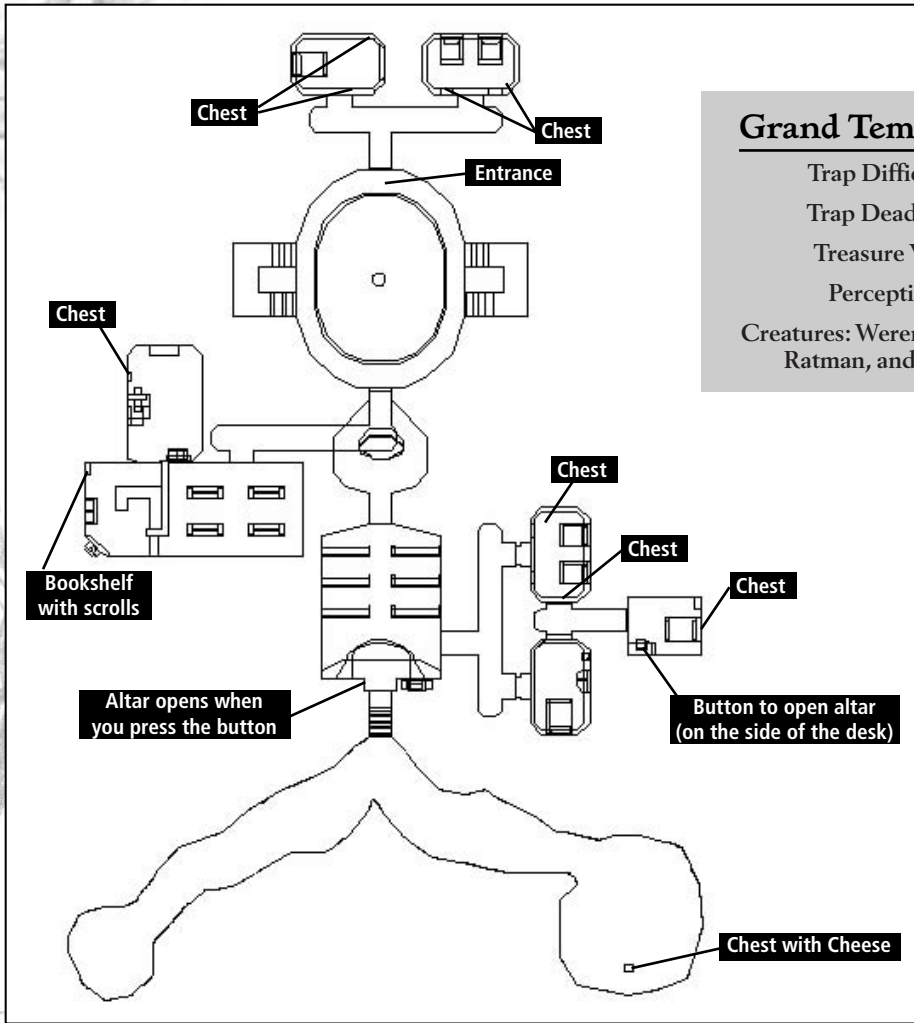 Chest
Chest
Entrance
Grand Tem
Trap Diffic
Trap Dead
Treasure
Percepti
Creatures: Werer
Ratman, and
Chest
Chest
Chest
Chest
Bookshelf
with scrolls
Altar opens when
you press the button
Button to open altar
(on the side of the desk)
Chest with Cheese